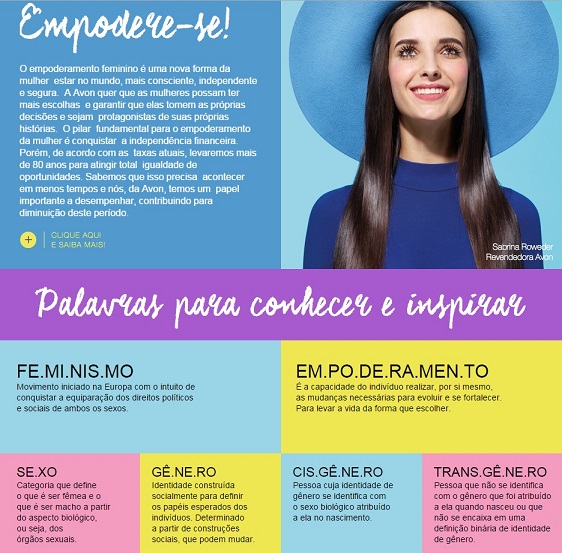 Empodere-se!
O empoderamento feminino é uma nova forma da
mulher estar no mundo, mais consciente, independente
e segura. A Avon quer que as mulheres possam ter
mais escolhas e garantir que elas tomem as próprias
decisões e sejam protagonistas de suas próprias
histórias. O pilar fundamental para o empoderamento
da mulher é conquistar a independência financeira.
Porém, de acordo com as taxas atuais, levaremos mais
de 80 anos para atingir total igualdade de
oportunidades. Sabemos que isso precisa acontecer
em menos tempos e nós, da Avon, temos um papel
importante a desempenhar, contribuindo para
diminuição deste período.
+
CLIQUE AQUI
E SAIBA MAIS!
Sabrina Roweder
Revendedora Avon
Palavras para conhecer e inspirar
FE.MI.NIS.MO
Movimento iniciado na Europa com o intuito de
conquistar a equiparação dos direitos políticos
e sociais de ambos os sexos.
EM.PO.DE.RA.MEN.TO
É a capacidade do indivíduo realizar, por si mesmo,
as mudanças necessárias para evoluir e se fortalecer.
Para levar a vida da forma que escolher.
SE.XO
Categoria que define
o que é ser fêmea e o
que é ser macho a partir
do aspecto biológico,
ou seja, dos
órgãos sexuais.
GÊ.NE.RO
Identidade construída
socialmente para definir
os papéis esperados dos
indivíduos. Determinado
a partir de construções
sociais, que podem mudar.
CIS.GÊ.NE.RO
Pessoa cuja identidade de
gênero se identifica com
o sexo biológico atribuído
a ela no nascimento.
TRANS.GÊ.NE.RO
Pessoa que não se identifica
com o gênero que foi atribuído
a ela quando nasceu ou que
não se encaixa em uma
definição binária de identidade
de gênero.